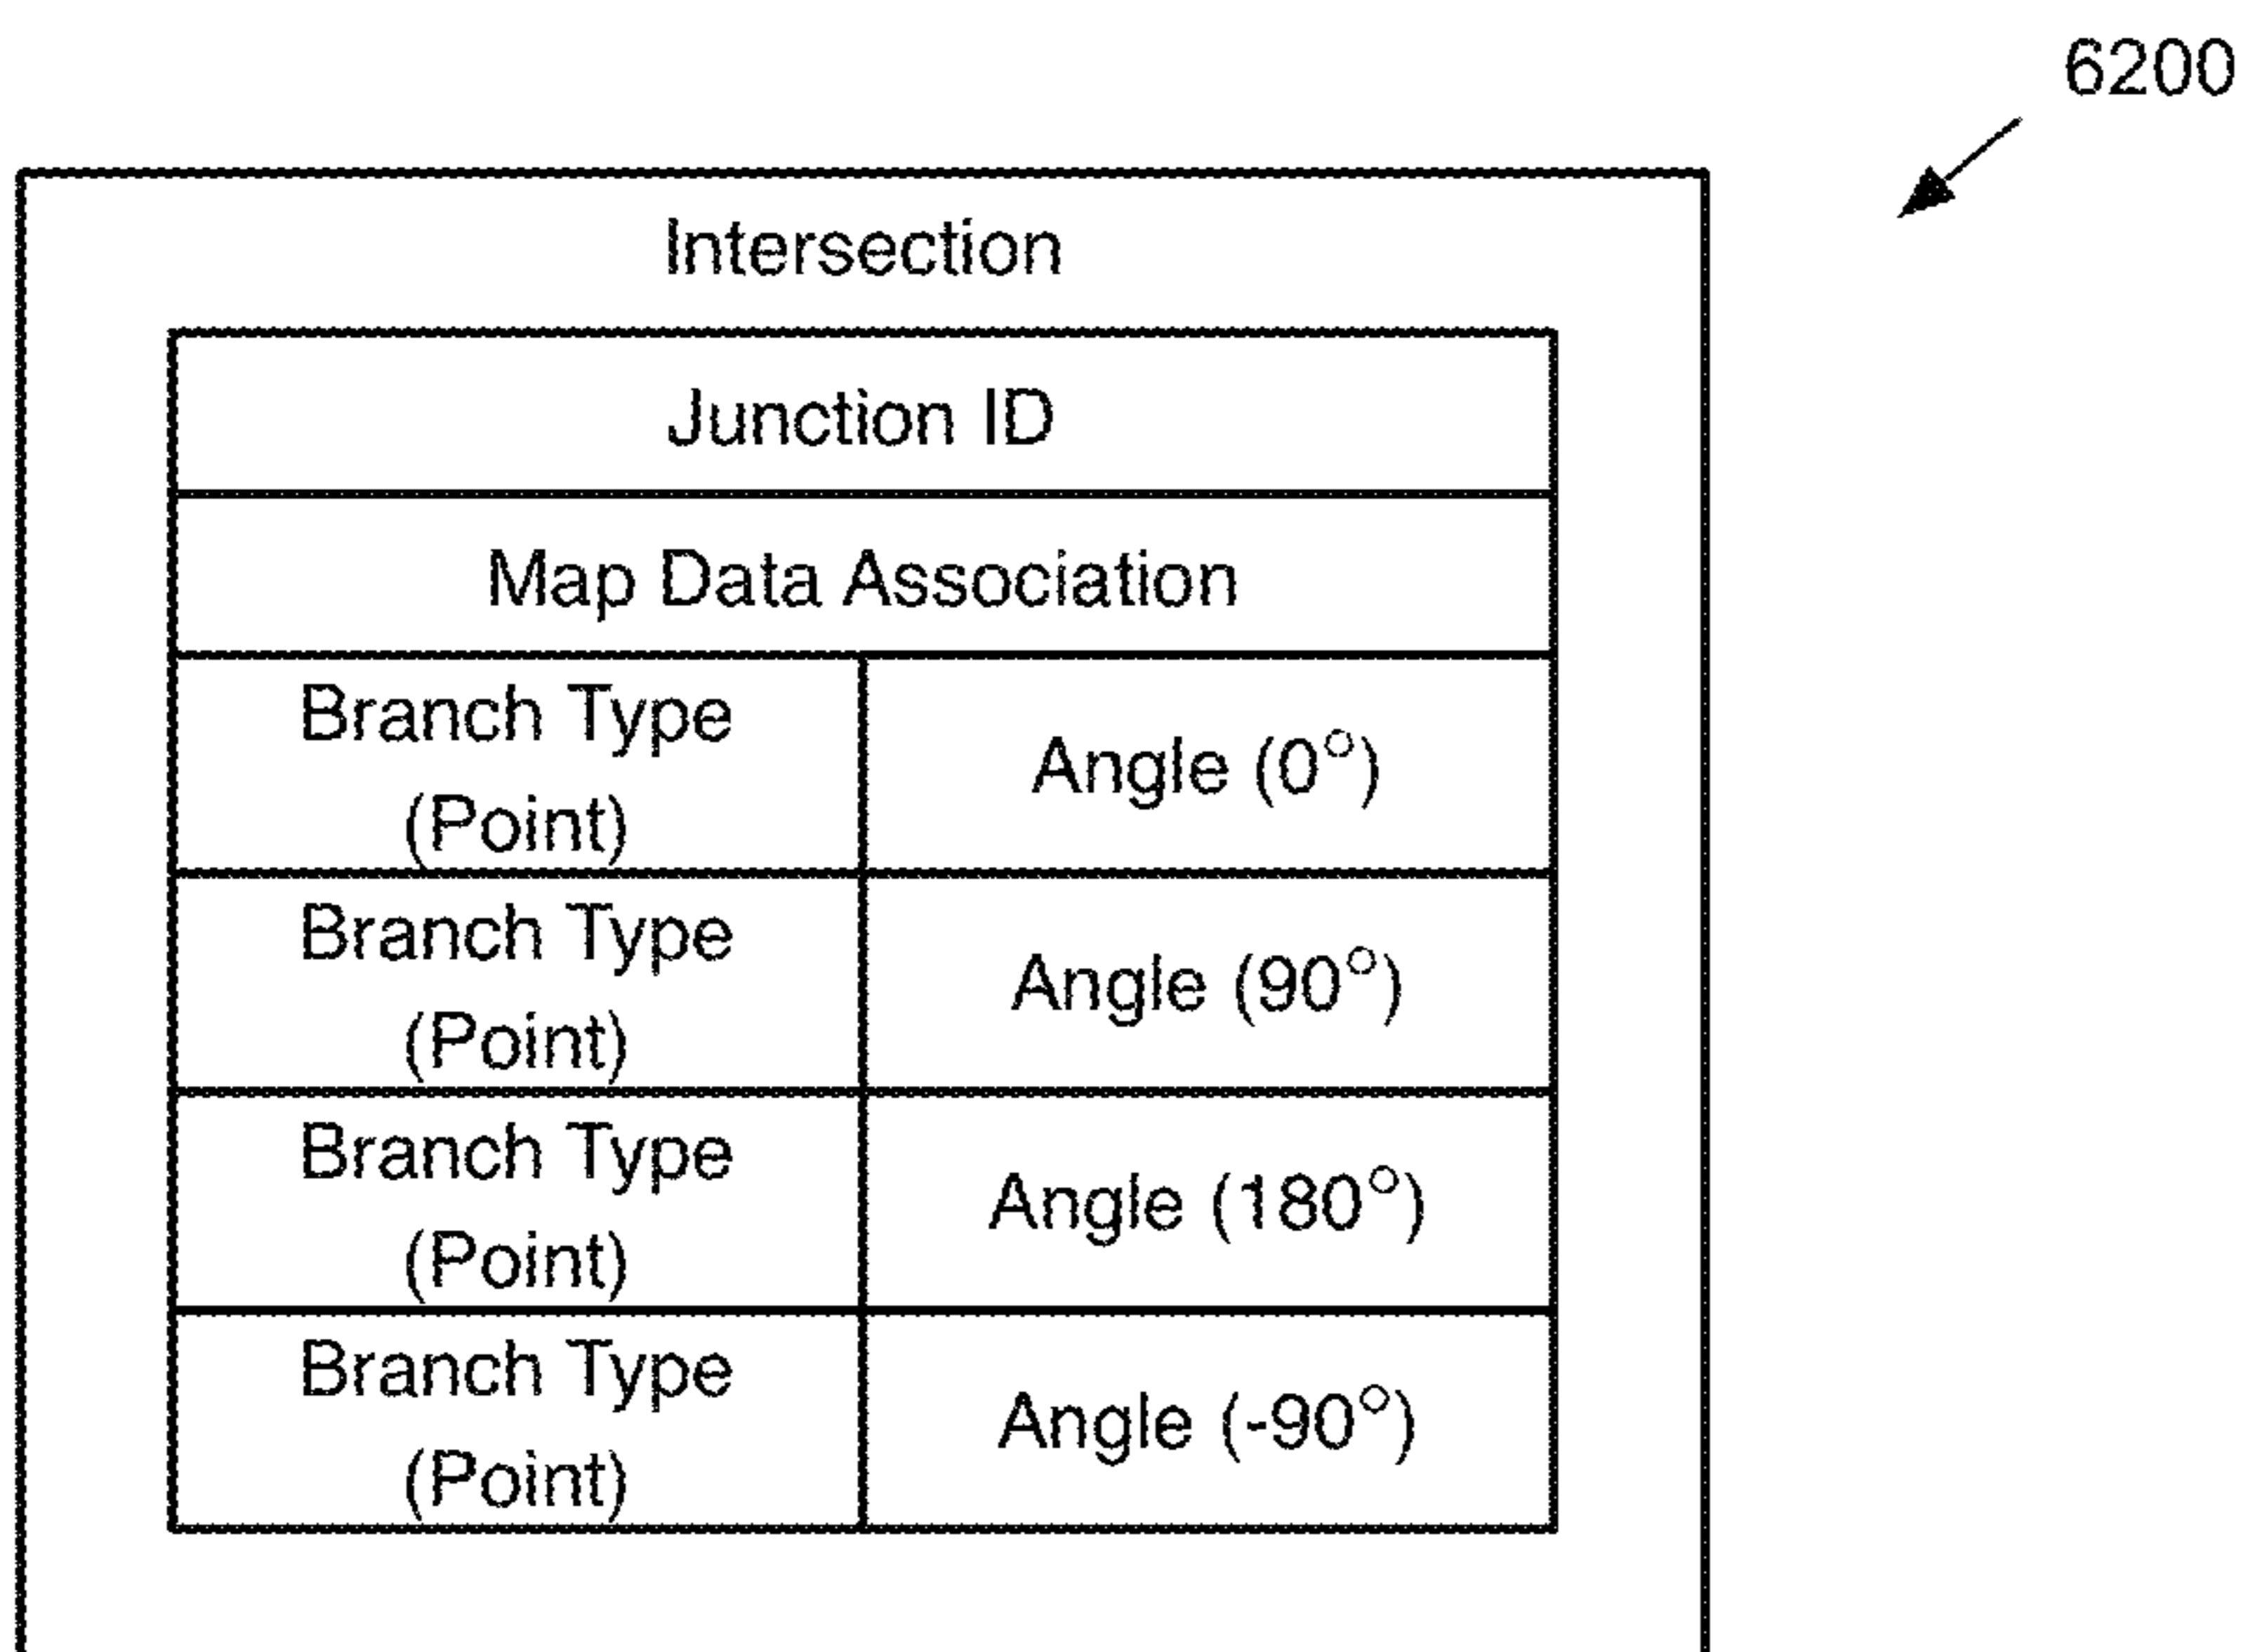 6200
Intersection
Junction ID
Map Data Association
Branch Type
(Point)
Angle (0°)
Branch Type
(Point)
Angle (90°)
Branch Type
(Point)
Angle (180°)
Branch Type
(Point)
Angle (-90°)